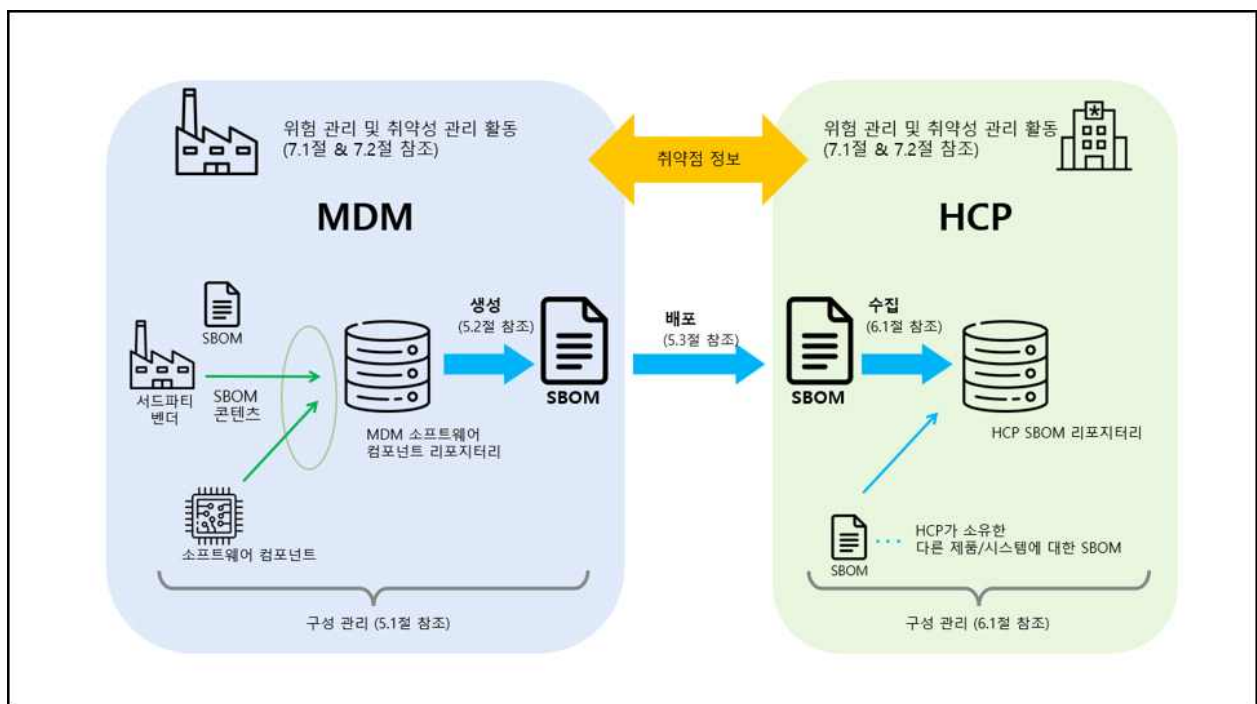 위험 관리 및 취약성 관리 활동
(7.1절 & 7.2절 참조)
MDM
SBOM
서드파티
벤더
SBOM
콘텐츠
소프트웨어 컴포넌트
MDM 소프트웨어
컴포넌트 리포지터리
생성
(5.2절 참조)
SBOM
구성 관리 (5.1절 참조)
취약점 정보
배포
(5.3절 참조)
위험 관리 및 취약성 관리 활동
(7.1절 & 7.2절 참조)
HCP
SBOM
수집
(6.1절 참조)
HCP SBOM 리포지터리
SBOM
HCP가 소유한
다른 제품/시스템에 대한 SBOM
구성 관리 (6.1절 참조)